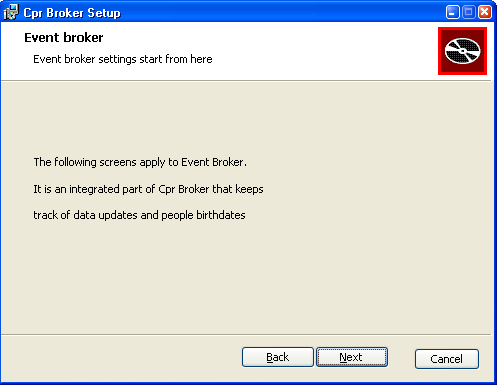 Cpr Broker Setup
Event broker
Event broker settings start from here
The following screens apply to Event Broker.
It is an integrated part of Cpr Broker that keeps
track of data updates and people birthdates
Back
Next
Cancel